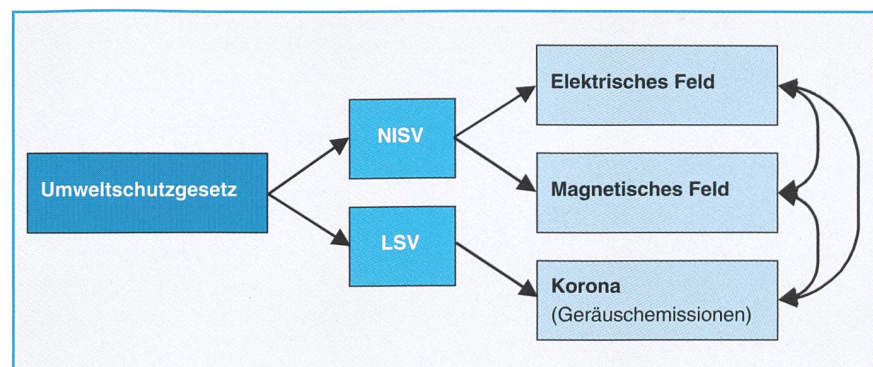 Umweltschutzgesetz
NISV
LSV
Elektrisches Feld
Magnetisches Feld
Korona
(Geräuschemissionen)